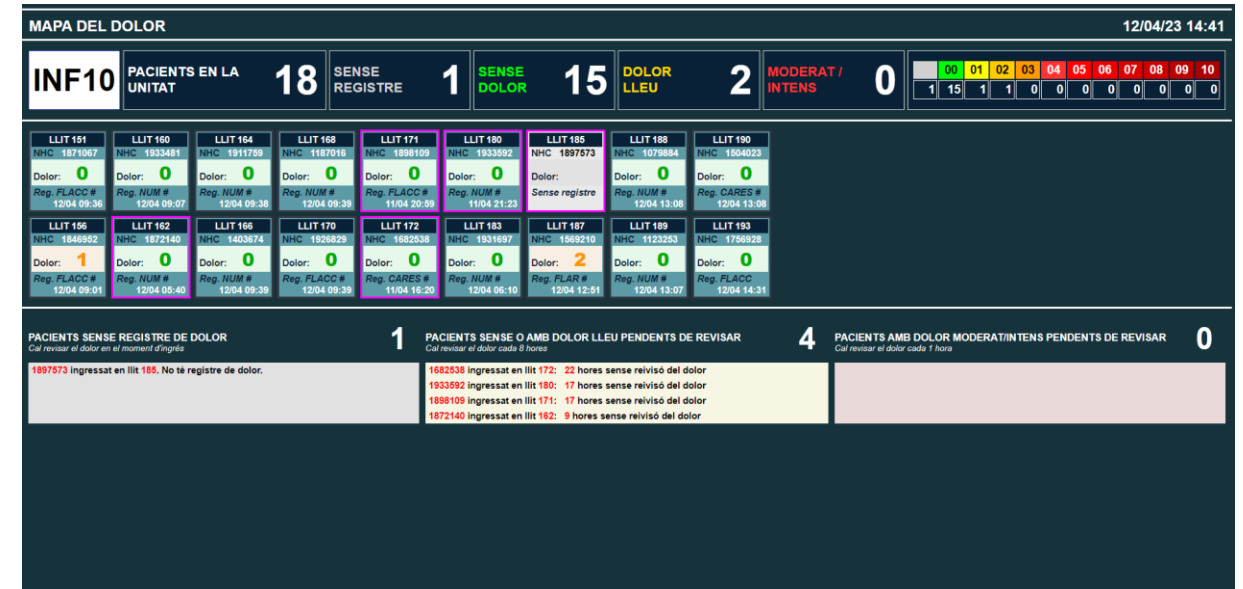 MAPA DEL DOLOR 12/04/23 14:41
INF10 PACIENTS EN LA UNITAT 18 SENSE REGISTRE 1 SENSE DOLOR 15 DOLOR LLEU 2 MODERAT / INTENS 0
00 01 02 03 04 05 06 07 08 09 10
1 15 1 1 0 0 0 0 0 0 0 0
LLIT 151 LLIT 160 LLIT 164 LLIT 168 LLIT 171 LLIT 180 LLIT 185 LLIT 188 LLIT 190
NHC 1871067 NHC 1933481 NHC 1911759 NHC 1187016 NHC 1898109 NHC 1933592 NHC 1897573 NHC 1079884 NHC 1504023
Dolor: 0 Dolor: 0 Dolor: 0 Dolor: 0 Dolor: 0 Dolor: 0 Dolor: Dolor: 0 Dolor: 0
Reg. FLACC # Reg. NUM # Reg. NUM # Reg. NUM # Reg. FLACC # Reg. NUM # Sense registre Reg. NUM # Reg. CARES #
12/04 09:36 12/04 09:07 12/04 09:38 12/04 09:39 11/04 20:59 11/04 21:23 12/04 13:08 12/04 13:08
LLIT 156 LLIT 162 LLIT 166 LLIT 170 LLIT 172 LLIT 183 LLIT 187 LLIT 189 LLIT 193
NHC 1846952 NHC 1872140 NHC 1403674 NHC 1926829 NHC 1682538 NHC 1931697 NHC 1569210 NHC 1123253 NHC 1756928
Dolor: 1 Dolor: 0 Dolor: 0 Dolor: 0 Dolor: 0 Dolor: 0 Dolor: 2 Dolor: 0 Dolor: 0
Reg. FLACC # Reg. NUM # Reg. NUM # Reg. FLACC # Reg. CARES # Reg. NUM # Reg. FLAR # Reg. NUM # Reg. FLACC
12/04 09:01 12/04 05:40 12/04 09:39 12/04 09:39 11/04 16:20 12/04 06:10 12/04 12:51 12/04 13:07 12/04 14:31
PACIENTS SENSE REGISTRE DE DOLOR 1
Cal revisar el dolor en el moment d'ingrés
1897573 ingressat en llit 185. No té registre de dolor.
PACIENTS SENSE O AMB DOLOR LLEU PENDENTS DE REVISAR 4
Cal revisar el dolor cada 8 hores
1682538 ingressat en llit 172: 22 hores sense reivisó del dolor
1933592 ingressat en llit 180: 17 hores sense reivisó del dolor
1898109 ingressat en llit 171: 17 hores sense reivisó del dolor
1872140 ingressat en llit 162: 9 hores sense reivisó del dolor
PACIENTS AMB DOLOR MODERAT/INTENS PENDENTS DE REVISAR 0
Cal revisar el dolor cada 1 hora